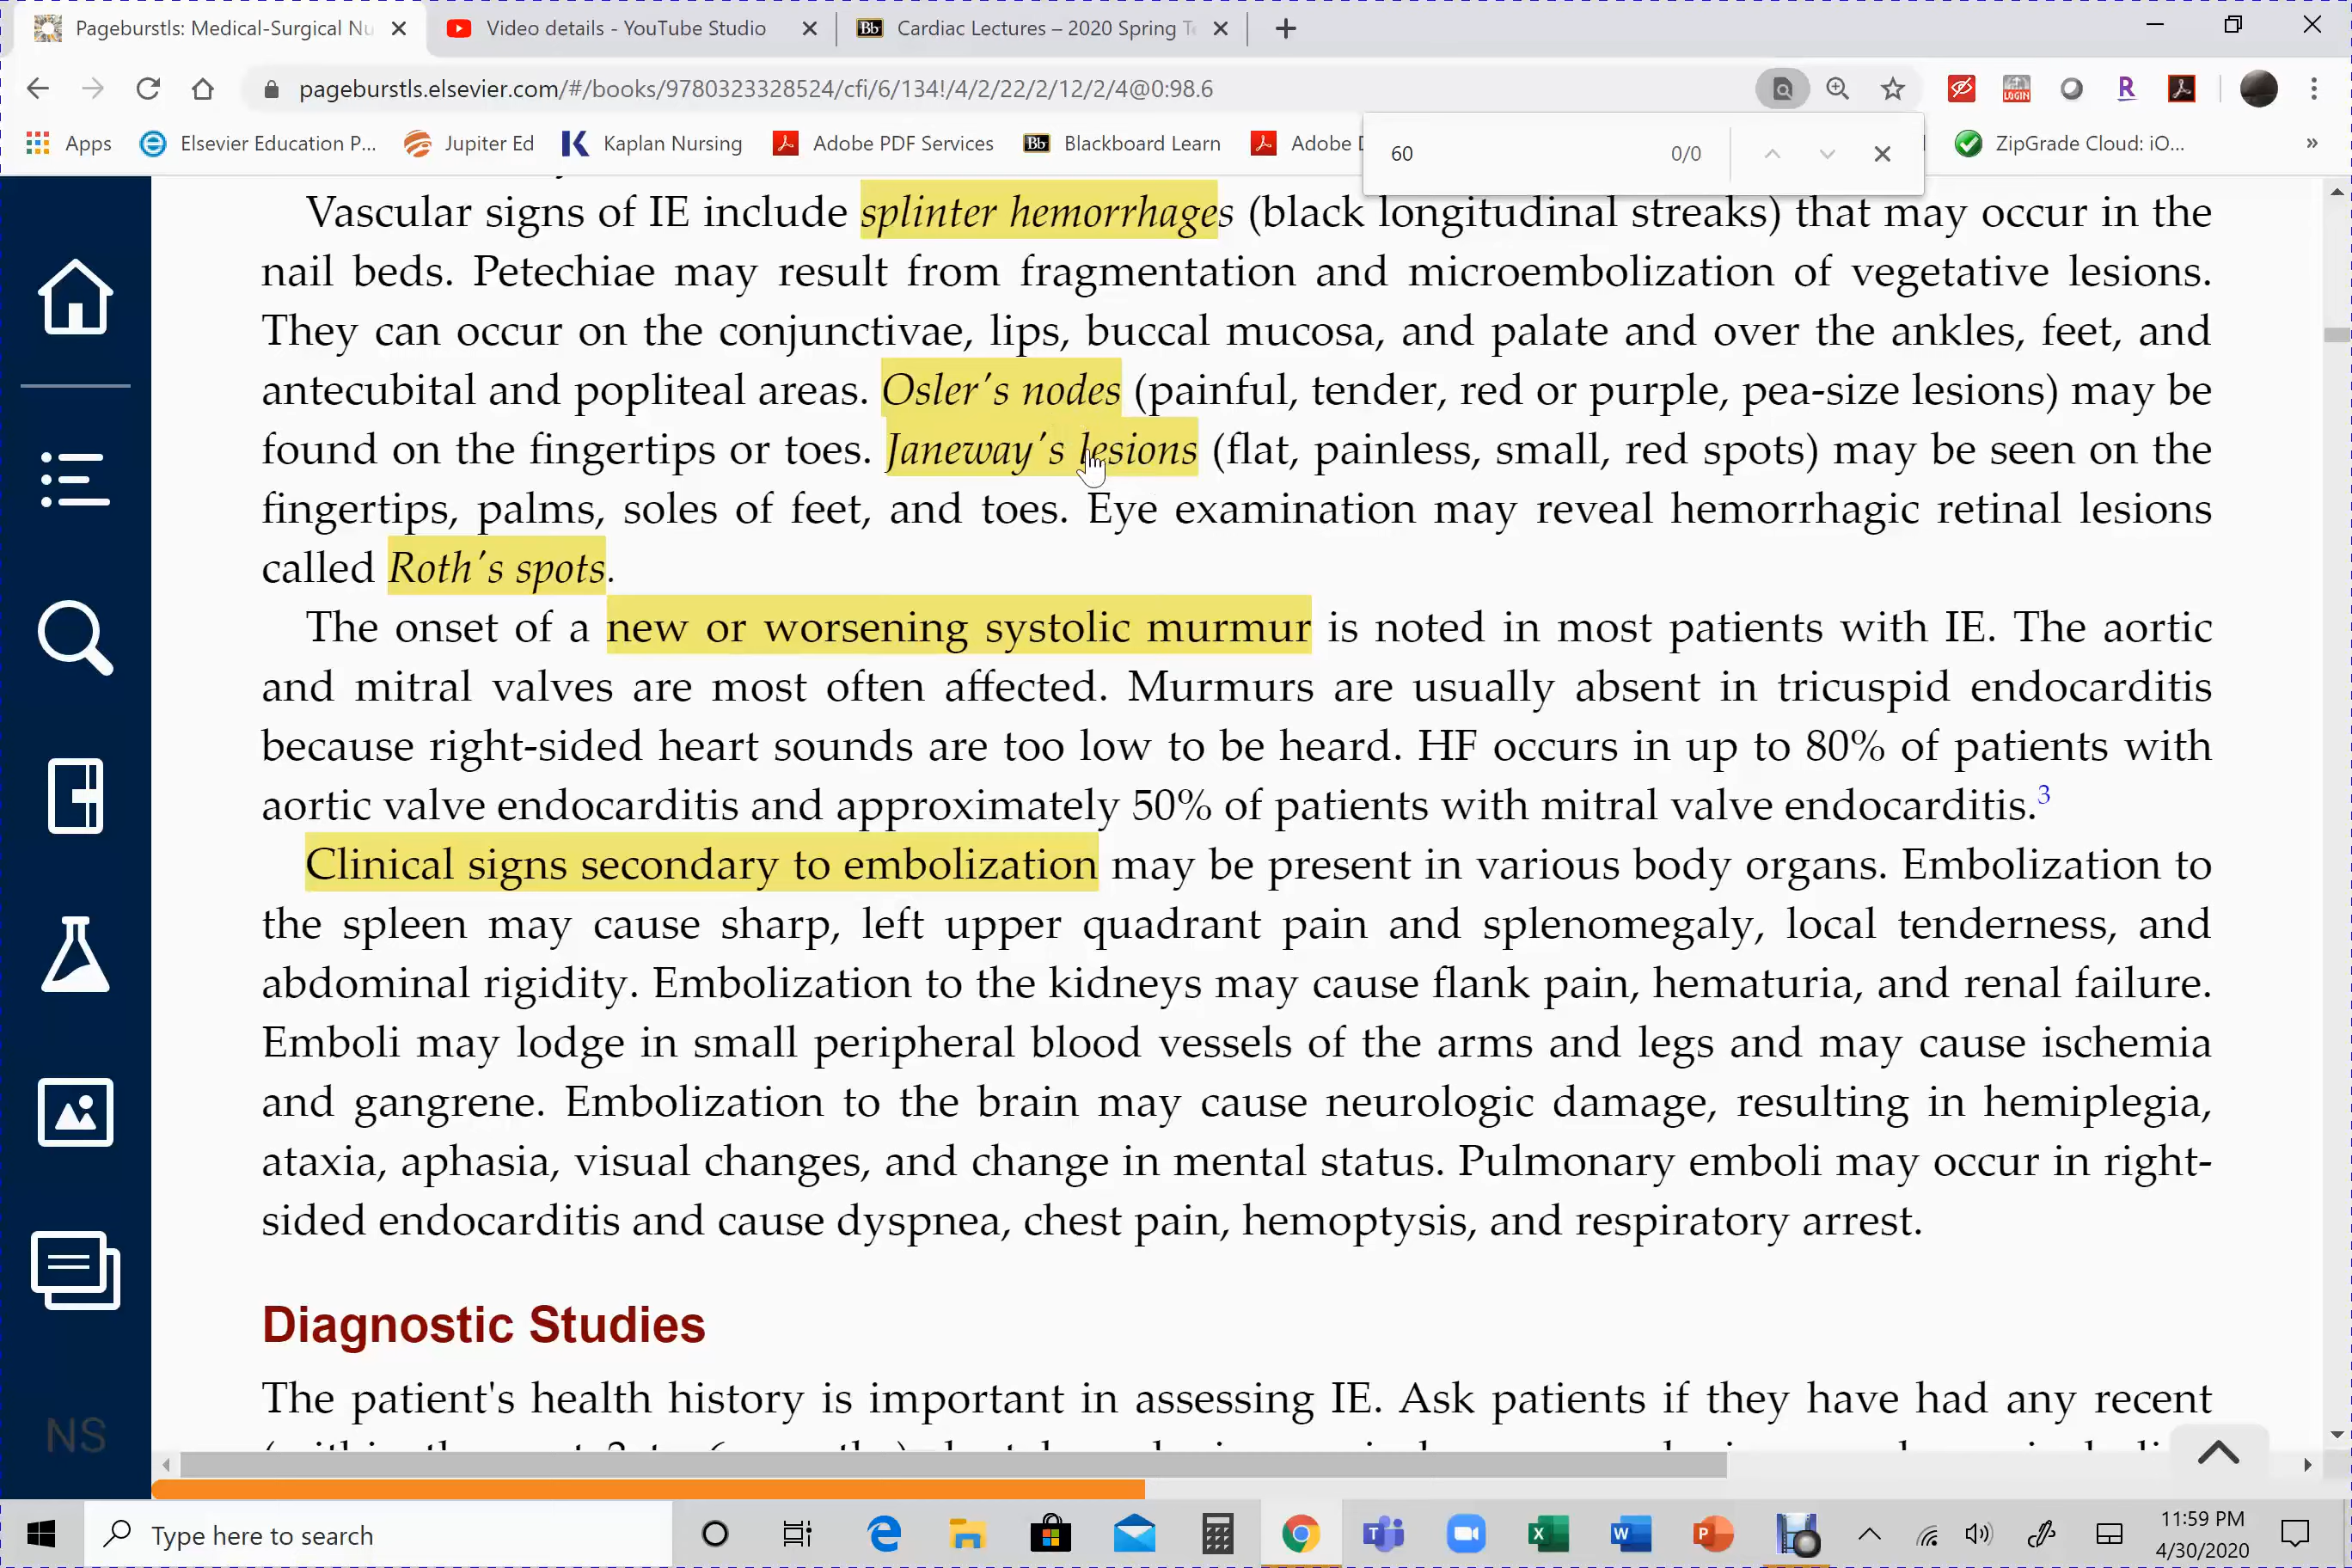 Pageburstls: Medical-Surgical Nu
Video details - YouTube Studio
Bb Cardiac Lectures – 2020 Spring Te
pageburstls.elsevier.com/#/books/9780323328524/cfi/6/134!/4/2/22/2/12/2/4@0:98.6
LOGIN
R
Apps
Elsevier Education P...
Jupiter Ed
Kaplan Nursing
Adobe PDF Services
Bb Blackboard Learn
Adobe
60 0/0
ZipGrade Cloud: iO...
»
Vascular signs of IE include splinter hemorrhages (black longitudinal streaks) that may occur in the
nail beds. Petechiae may result from fragmentation and microembolization of vegetative lesions.
They can occur on the conjunctivae, lips, buccal mucosa, and palate and over the ankles, feet, and
antecubital and popliteal areas. Osler's nodes (painful, tender, red or purple, pea-size lesions) may be
found on the fingertips or toes. Janeway's lesions (flat, painless, small, red spots) may be seen on the
fingertips, palms, soles of feet, and toes. Eye examination may reveal hemorrhagic retinal lesions
called Roth's spots.
The onset of a new or worsening systolic murmur is noted in most patients with IE. The aortic
and mitral valves are most often affected. Murmurs are usually absent in tricuspid endocarditis
because right-sided heart sounds are too low to be heard. HF occurs in up to 80% of patients with
aortic valve endocarditis and approximately 50% of patients with mitral valve endocarditis.3
Clinical signs secondary to embolization may be present in various body organs. Embolization to
the spleen may cause sharp, left upper quadrant pain and splenomegaly, local tenderness, and
abdominal rigidity. Embolization to the kidneys may cause flank pain, hematuria, and renal failure.
Emboli may lodge in small peripheral blood vessels of the arms and legs and may cause ischemia
and gangrene. Embolization to the brain may cause neurologic damage, resulting in hemiplegia,
ataxia, aphasia, visual changes, and change in mental status. Pulmonary emboli may occur in right-
sided endocarditis and cause dyspnea, chest pain, hemoptysis, and respiratory arrest.
Diagnostic Studies
The patient's health history is important in assessing IE. Ask patients if they have had any recent
NS
Type here to search
11:59 PM
4/30/2020